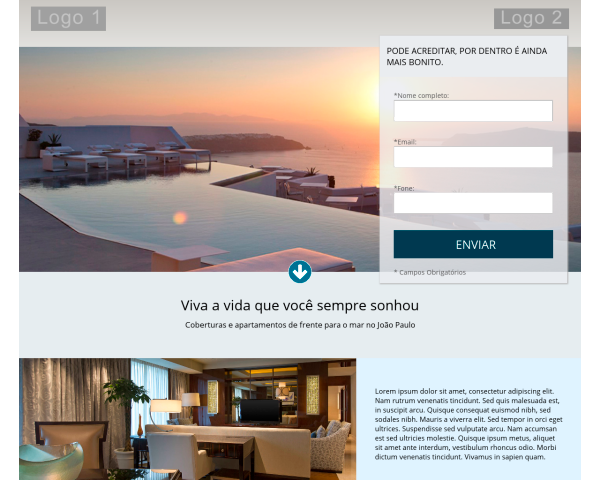 Logo 1
Logo 2
PODE ACREDITAR, POR DENTRO É AINDA
MAIS BONITO.
*Nome completo:
*Email:
*Fone:
ENVIAR
* Campos Obrigatórios
Viva a vida que você sempre sonhou
Coberturas e apartamentos de frente para o mar no João Paulo
Lorem ipsum dolor sit amet, consectetur adipiscing elit.
Nam rutrum venenatis tincidunt. Sed quis malesuada est,
in suscipit arcu. Quisque consequat euismod nibh, sed
sodales nibh. Mauris a viverra elit. Sed tempor in orci eget
ultrices. Suspendisse sed vulputate arcu. Nam accumsan
est sed ultricies molestie. Quisque ipsum metus, aliquet
sit amet ante interdum, vestibulum rhoncus odio. Morbi
dictum venenatis tincidunt. Vivamus in sapien quam.